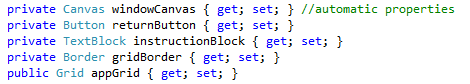 private Canvas windowCanvas { get; set; } //automatic properties
private Button returnButton { get; set; }
private TextBlock instructionBlock { get; set; }
private Border gridBorder { get; set; }
public Grid appGrid { get; set; }